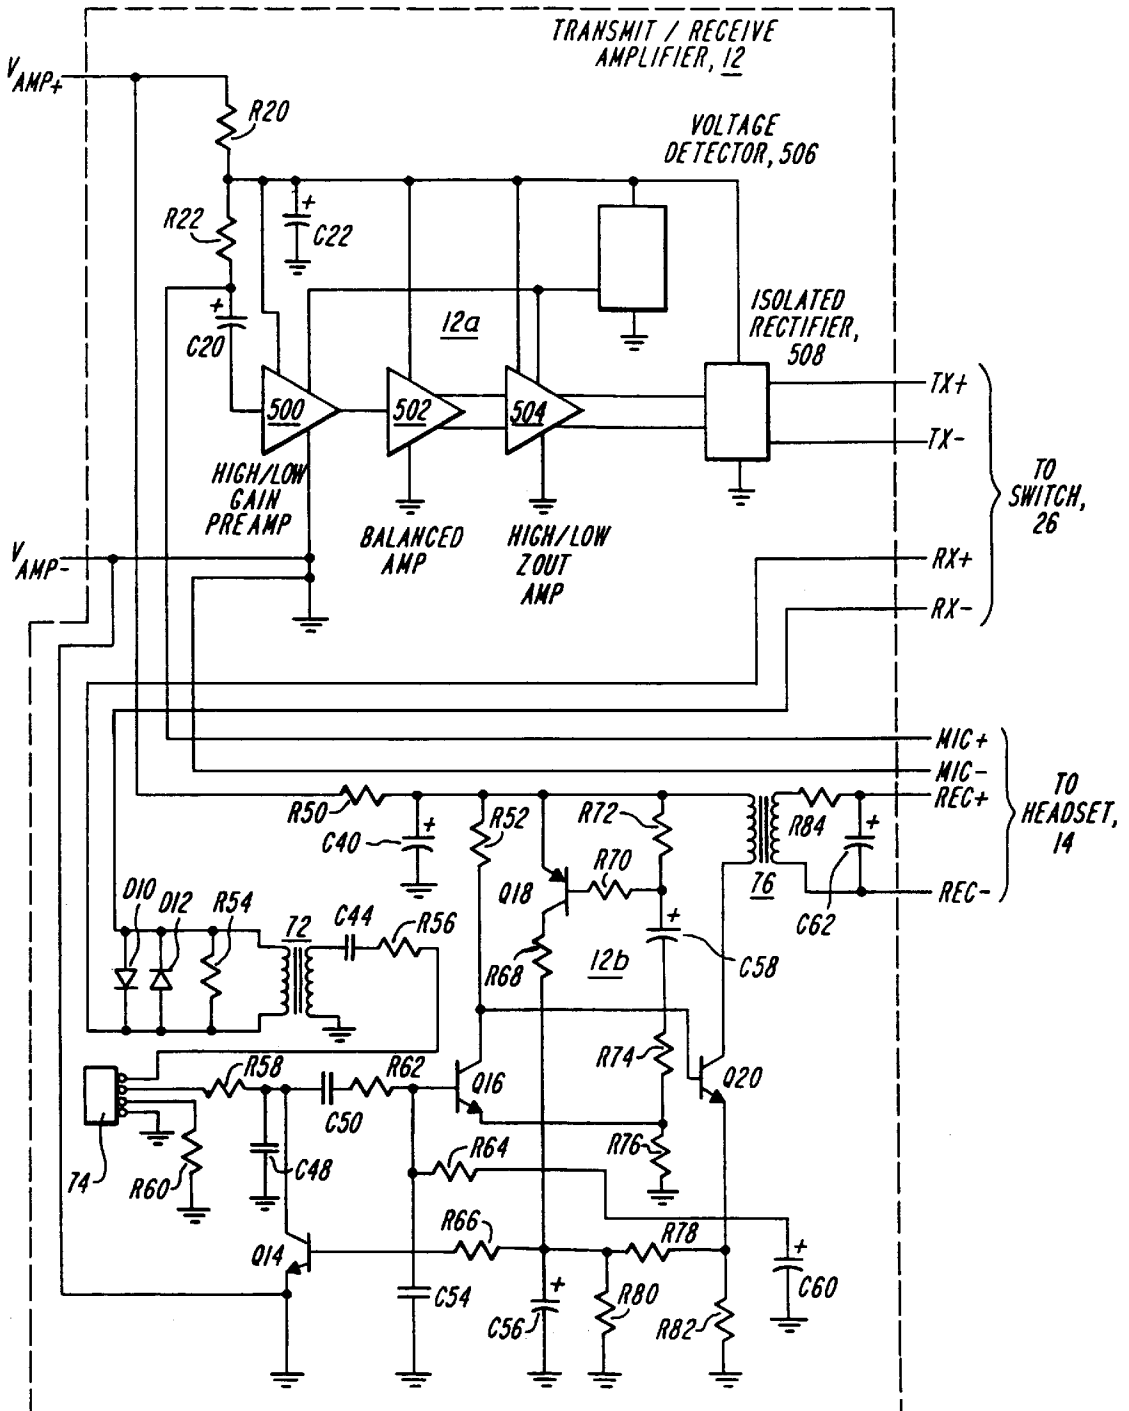 TRANSMIT / RECEIVE
AMPLIFIER, 12
VAMP+
R20
VOLTAGE
DETECTOR, 506
R22
+
C22
+
C20
12a
ISOLATED
RECTIFIER,
508
500
502
504
TX+
TX-
HIGH/LOW
GAIN
PREAMP
BALANCED
AMP
HIGH/LOW
ZOUT
AMP
TO
SWITCH,
26
VAMP-
RX+
RX-
MIC+
MIC-
REC+
REC-
TO
HEADSET,
14
R50
C40
+
R52
R72
R84
+
C62
76
Q18
R70
+
C58
D10
D12
R54
72
C44
R56
R68
12b
R74
R58
R62
Q16
Q20
C50
74
R60
C48
R64
R76
R66
R78
Q14
C54
+
C56
R80
R82
+
C60